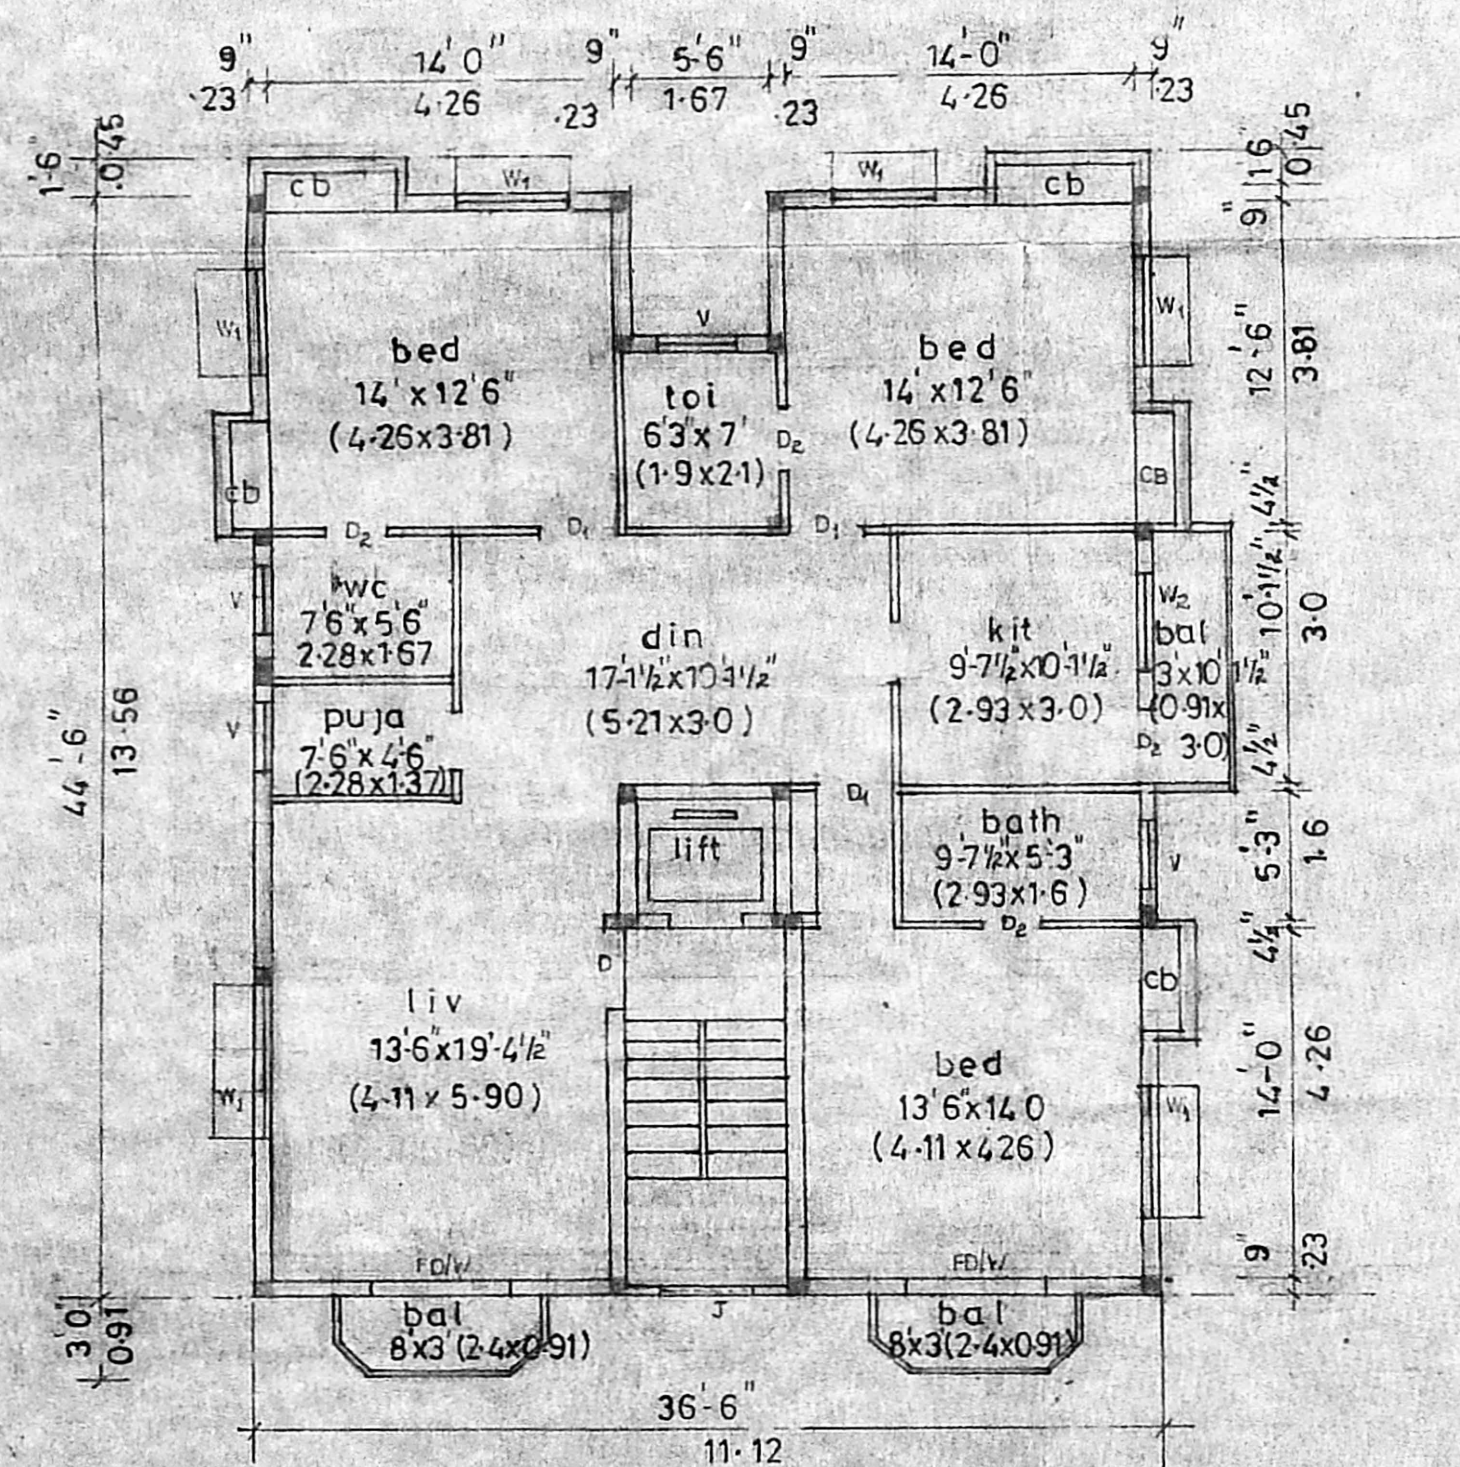 9" 14'0" 9" 5'-6" 9" 14'-0" 9"
.23 4.26 .23 1.67 .23 4.26 .23
1'-6" 0.45
1'6" 0.45
cb W1 W1 cb
9"
W1 V W1
bed
14' x 12'6"
(4.26x3.81)
toi
6'3"x 7'
(1.9x2.1)
D2
bed
14' x 12'6"
(4.26x3.81)
12'-6" 3.81
cb CB
4½"
D2 D1 D1
V
wc
7'6"x5'6"
2.28x1.67
din
17'-1½"x10'-1½"
(5.21x3.0)
kit
9'-7½"x10'-1½"
(2.93x3.0)
W2
bal
3'x10'1½"
(0.91x
3.0)
D2
10'-1½" 3.0
V
puja
7'-6"x 4'6"
(2.28x1.37)
44'-6" 13.56
4½"
D1
lift
bath
9'-7½"x5'-3"
(2.93x1.6)
V
5'-3" 1.6
D2
4½"
D
cb
liv
13'-6"x19'-4½"
(4.11 x 5.90)
W1
bed
13'6"x14'0
(4.11x4.26)
W1
14'-0" 4.26
9" .23
FD/W FD/W
J
3'0" 0.91
bal
8'x3'(2.4x0.91)
bal
8'x3'(2.4x0.91)
36'-6"
11.12